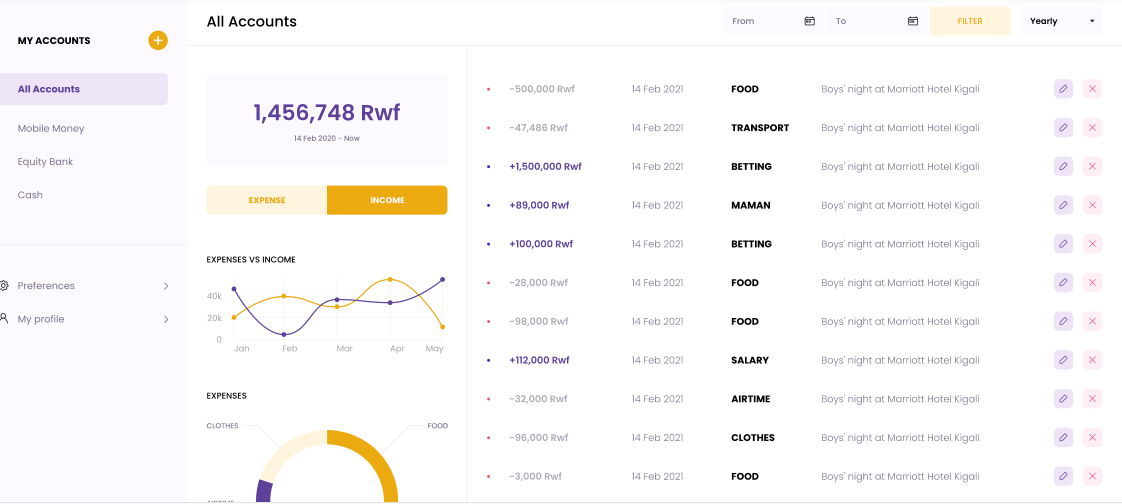 MY ACCOUNTS
All Accounts
Mobile Money
Equity Bank
Cash
Preferences
My profile
All Accounts
From To FILTER Yearly
1,456,748 Rwf
14 Feb 2020 - Now
EXPENSE INCOME
EXPENSES VS INCOME
40k
20k
0
Jan Feb Mar Apr May
EXPENSES
CLOTHES FOOD
-500,000 Rwf 14 Feb 2021 FOOD Boys' night at Marriott Hotel Kigali
-47,486 Rwf 14 Feb 2021 TRANSPORT Boys' night at Marriott Hotel Kigali
+1,500,000 Rwf 14 Feb 2021 BETTING Boys' night at Marriott Hotel Kigali
+89,000 Rwf 14 Feb 2021 MAMAN Boys' night at Marriott Hotel Kigali
+100,000 Rwf 14 Feb 2021 BETTING Boys' night at Marriott Hotel Kigali
-28,000 Rwf 14 Feb 2021 FOOD Boys' night at Marriott Hotel Kigali
-98,000 Rwf 14 Feb 2021 FOOD Boys' night at Marriott Hotel Kigali
+112,000 Rwf 14 Feb 2021 SALARY Boys' night at Marriott Hotel Kigali
-32,000 Rwf 14 Feb 2021 AIRTIME Boys' night at Marriott Hotel Kigali
-96,000 Rwf 14 Feb 2021 CLOTHES Boys' night at Marriott Hotel Kigali
-3,000 Rwf 14 Feb 2021 FOOD Boys' night at Marriott Hotel Kigali